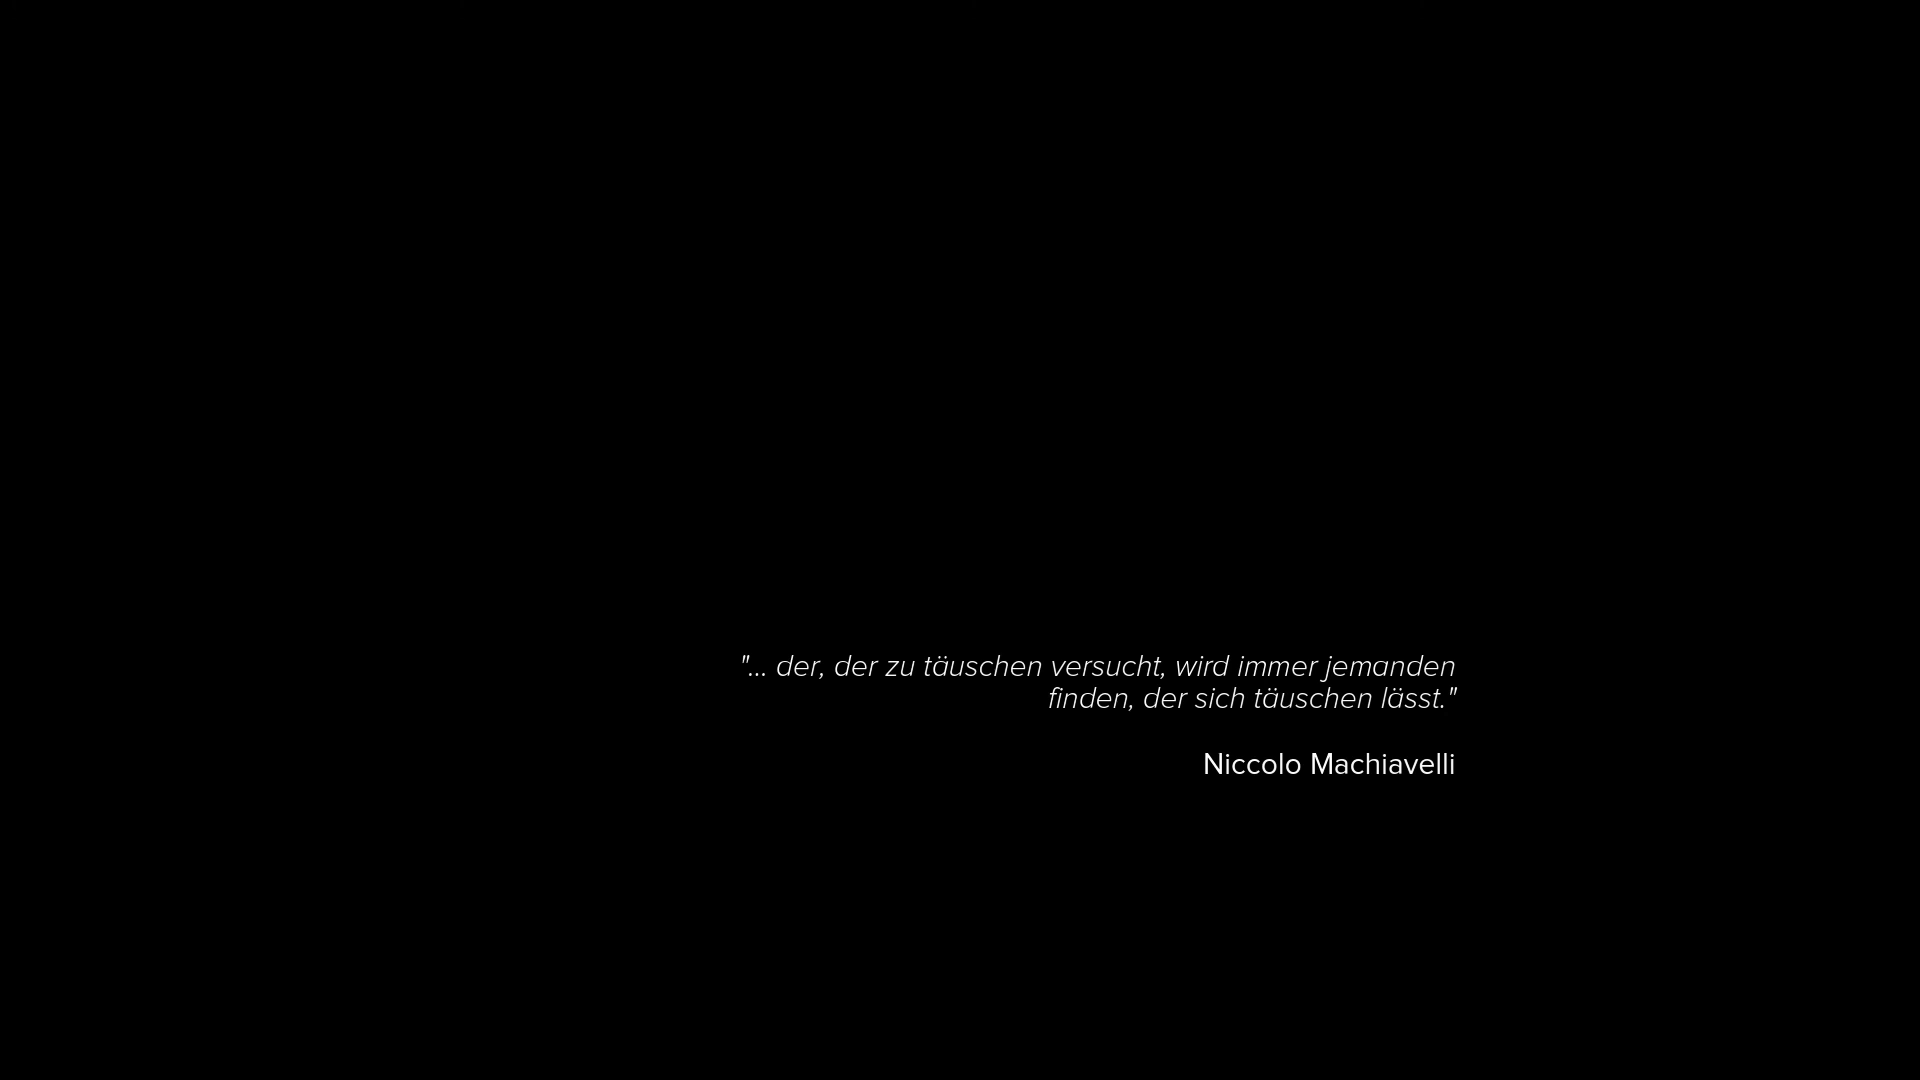 "... der, der zu täuschen versucht, wird immer jemanden
finden, der sich täuschen lässt."
Niccolo Machiavelli